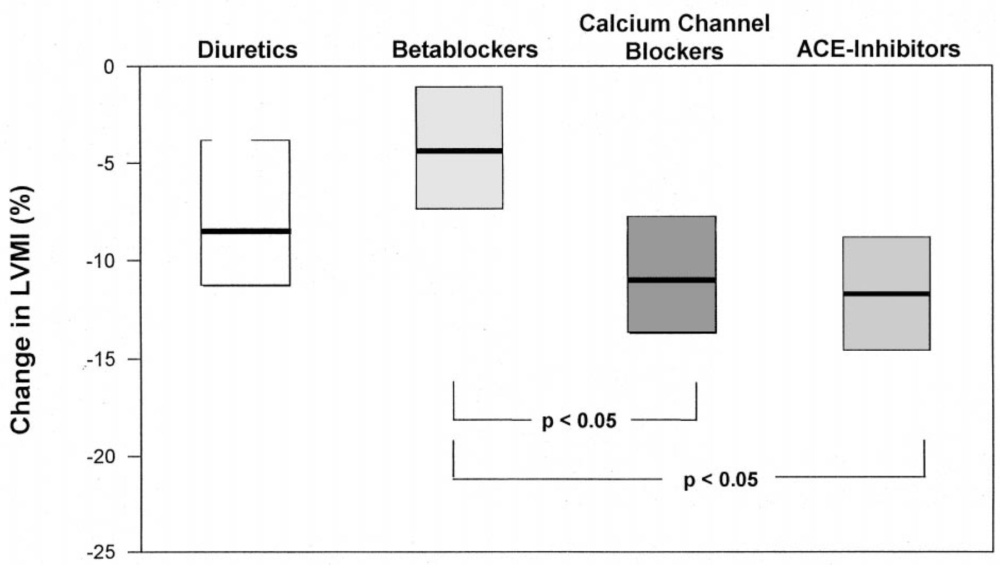 Calcium Channel
Diuretics Betablockers Blockers ACE-Inhibitors
0
-5
-10
-15
-20
-25
Change in LVMI (%)
p < 0.05
p < 0.05